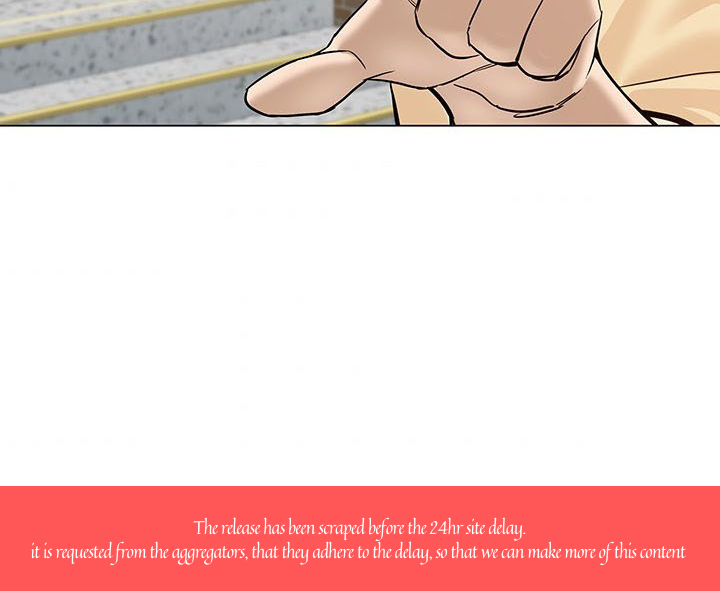 The release has been scraped before the 24hr site delay.
it is requested from the aggregators, that they adhere to the delay, so that we can make more of this content